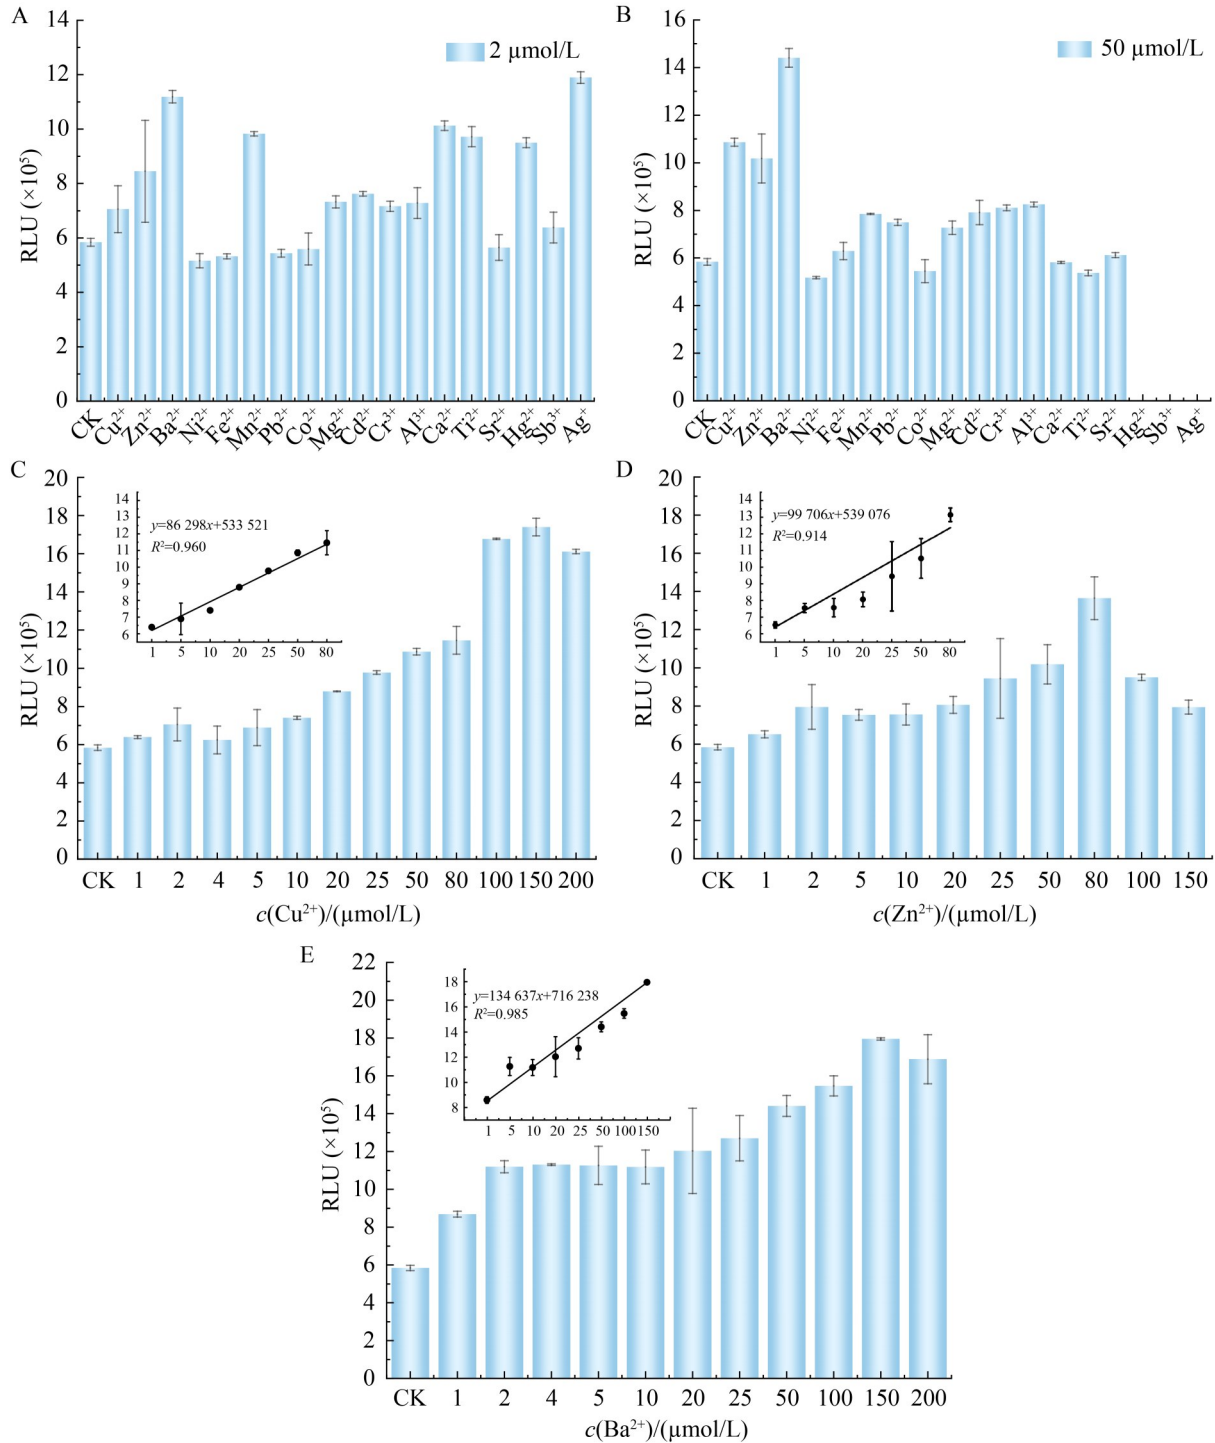 A
14
12
10
8
6
4
2
0
RLU (×10⁵)
2 µmol/L
CK Cu²⁺ Zn²⁺ Ba²⁺ Ni²⁺ Fe²⁺ Mn²⁺ Pb²⁺ Co²⁺ Mg²⁺ Cd²⁺ Cr³⁺ Al³⁺ Ca²⁺ Ti²⁺ Sr²⁺ Hg²⁺ Sb³⁺ Ag⁺
B
16
14
12
10
8
6
4
2
0
RLU (×10⁵)
50 µmol/L
CK Cu²⁺ Zn²⁺ Ba²⁺ Ni²⁺ Fe²⁺ Mn²⁺ Pb²⁺ Co²⁺ Mg²⁺ Cd²⁺ Cr³⁺ Al³⁺ Ca²⁺ Ti²⁺ Sr²⁺ Hg²⁺ Sb³⁺ Ag⁺
C
20
18
16
14
12
10
8
6
4
2
0
RLU (×10⁵)
14
13
12
11
10
9
8
7
6
y=86 298x+533 521
R²=0.960
1 5 10 20 25 50 80
CK 1 2 4 5 10 20 25 50 80 100 150 200
c(Cu²⁺)/(µmol/L)
D
20
18
16
14
12
10
8
6
4
2
0
RLU (×10⁵)
14
13
12
11
10
9
8
7
6
y=99 706x+539 076
R²=0.914
1 5 10 20 25 50 80
CK 1 2 5 10 20 25 50 80 100 150
c(Zn²⁺)/(µmol/L)
E
22
20
18
16
14
12
10
8
6
4
2
0
RLU (×10⁵)
18
16
14
12
10
8
y=134 637x+716 238
R²=0.985
1 5 10 20 25 50 100 150
CK 1 2 4 5 10 20 25 50 100 150 200
c(Ba²⁺)/(µmol/L)